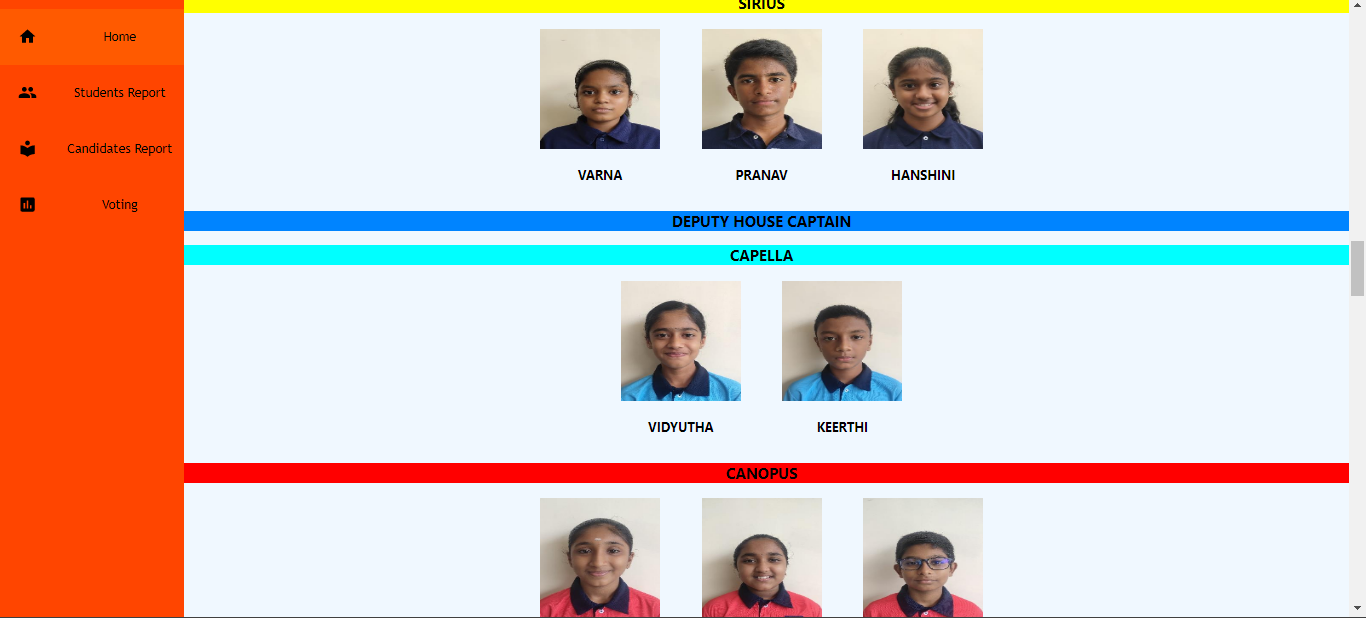 SIRIUS
Home
Students Report
Candidates Report
Voting
VARNA PRANAV HANSHINI
DEPUTY HOUSE CAPTAIN
CAPELLA
VIDYUTHA KEERTHI
CANOPUS